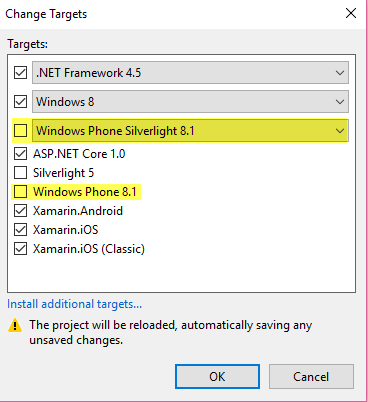 Change Targets
Targets:
.NET Framework 4.5
Windows 8
Windows Phone Silverlight 8.1
ASP.NET Core 1.0
Silverlight 5
Windows Phone 8.1
Xamarin.Android
Xamarin.iOS
Xamarin.iOS (Classic)
Install additional targets...
The project will be reloaded, automatically saving any
unsaved changes.
OK
Cancel